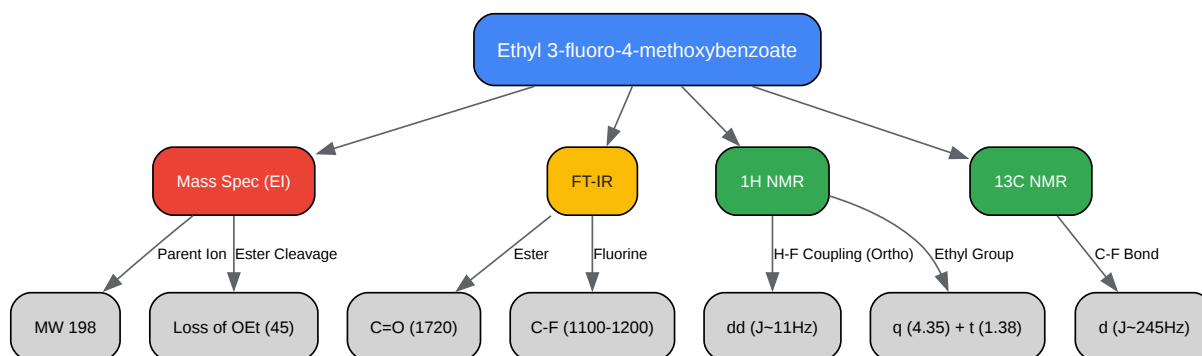 Ethyl 3-fluoro-4-methoxybenzoate
Mass Spec (EI)
FT-IR
1H NMR
13C NMR
Parent Ion
Ester Cleavage
Ester
Fluorine
H-F Coupling (Ortho)
Ethyl Group
C-F Bond
MW 198
Loss of OEt (45)
C=O (1720)
C-F (1100-1200)
dd (J~11Hz)
q (4.35) + t (1.38)
d (J~245Hz)